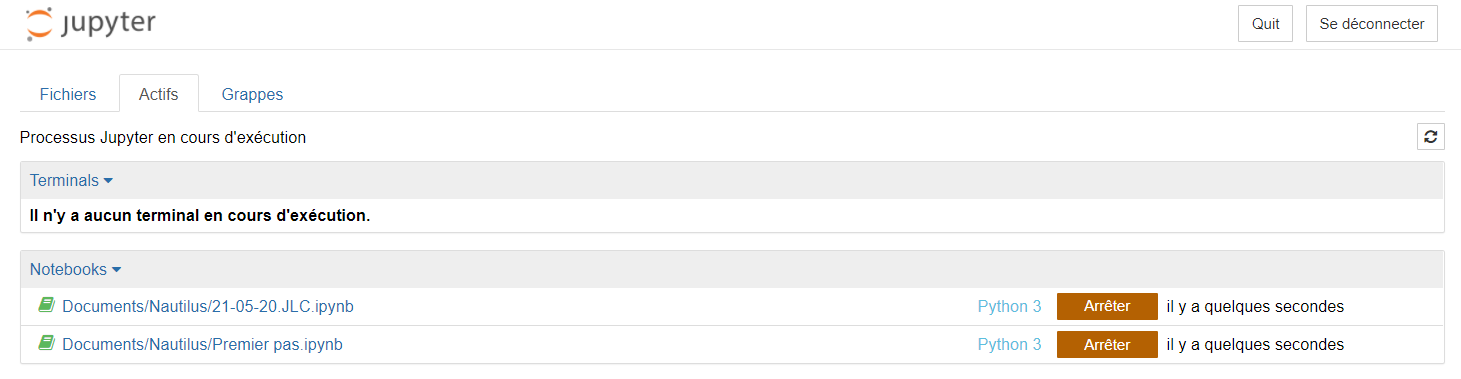 jupyter
Quit
Se déconnecter
Fichiers
Actifs
Grappes
Processus Jupyter en cours d'exécution
Terminals
Il n'y a aucun terminal en cours d'exécution.
Notebooks
Documents/Nautilus/21-05-20.JLC.ipynb Python 3 Arrêter il y a quelques secondes
Documents/Nautilus/Premier pas.ipynb Python 3 Arrêter il y a quelques secondes